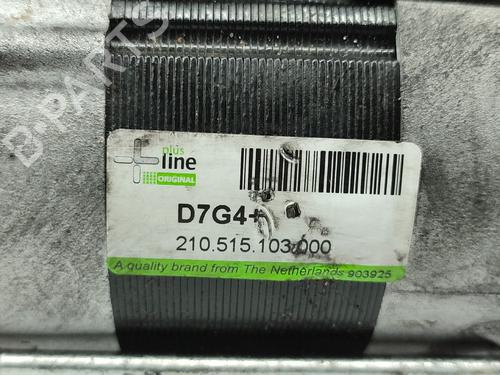 B-PARTS
plus
line
ORIGINAL
D7G4+
210.515.103.000
A quality brand from The Netherlands 903925